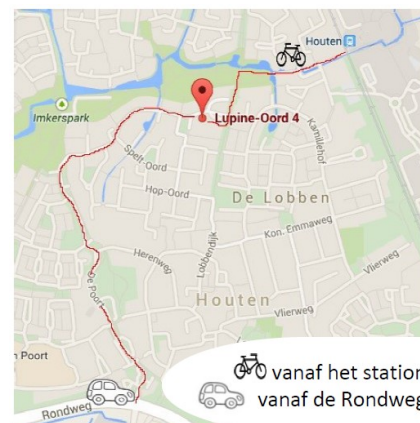 Houten
Imkerspark
Lupine-Oord 4
Kamillehof
Spelt-Oord
Hop-Oord
De Lobben
Lobbendijk
Kon. Emmaweg
Herenweg
Vlierweg
De Poort
Houten
Vlierweg
n Poort
vanaf het station
vanaf de Rondweg
Rondweg